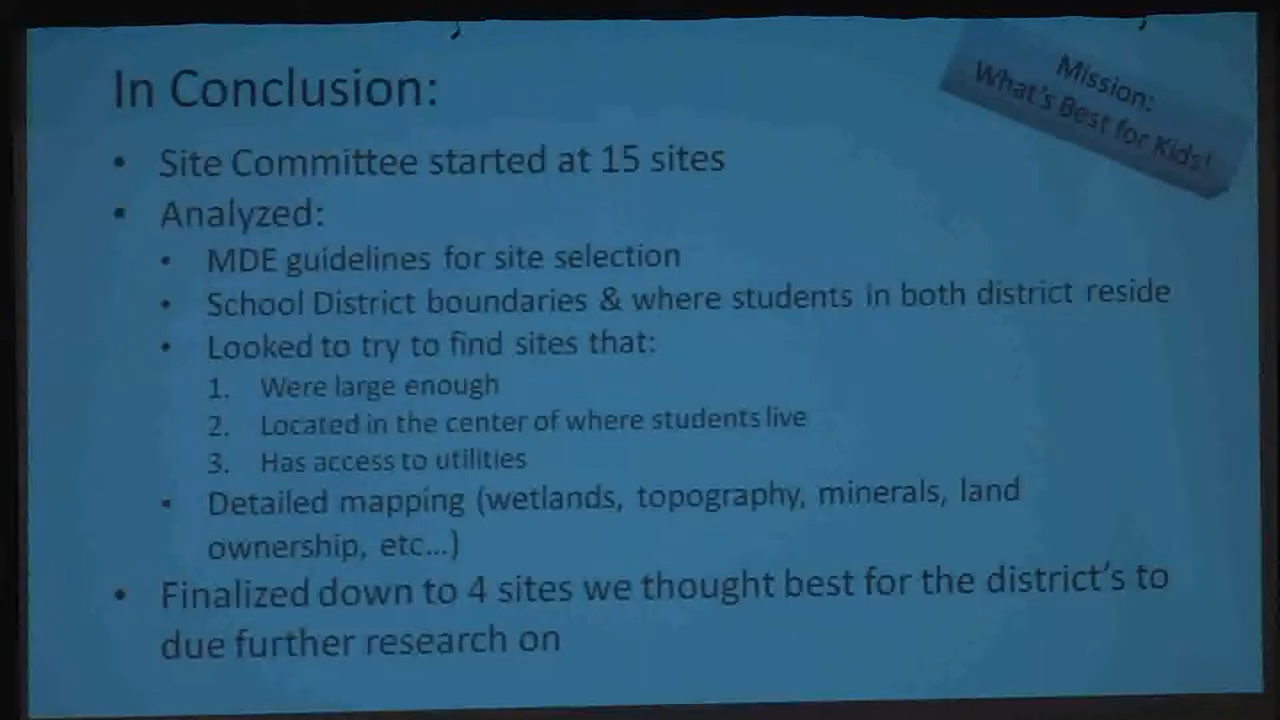 In Conclusion:
Mission:
What's Best for Kids!
• Site Committee started at 15 sites
• Analyzed:
• MDE guidelines for site selection
• School District boundaries & where students in both district reside
• Looked to try to find sites that:
1. Were large enough
2. Located in the center of where students live
3. Has access to utilities
• Detailed mapping (wetlands, topography, minerals, land
ownership, etc...)
• Finalized down to 4 sites we thought best for the district's to
due further research on